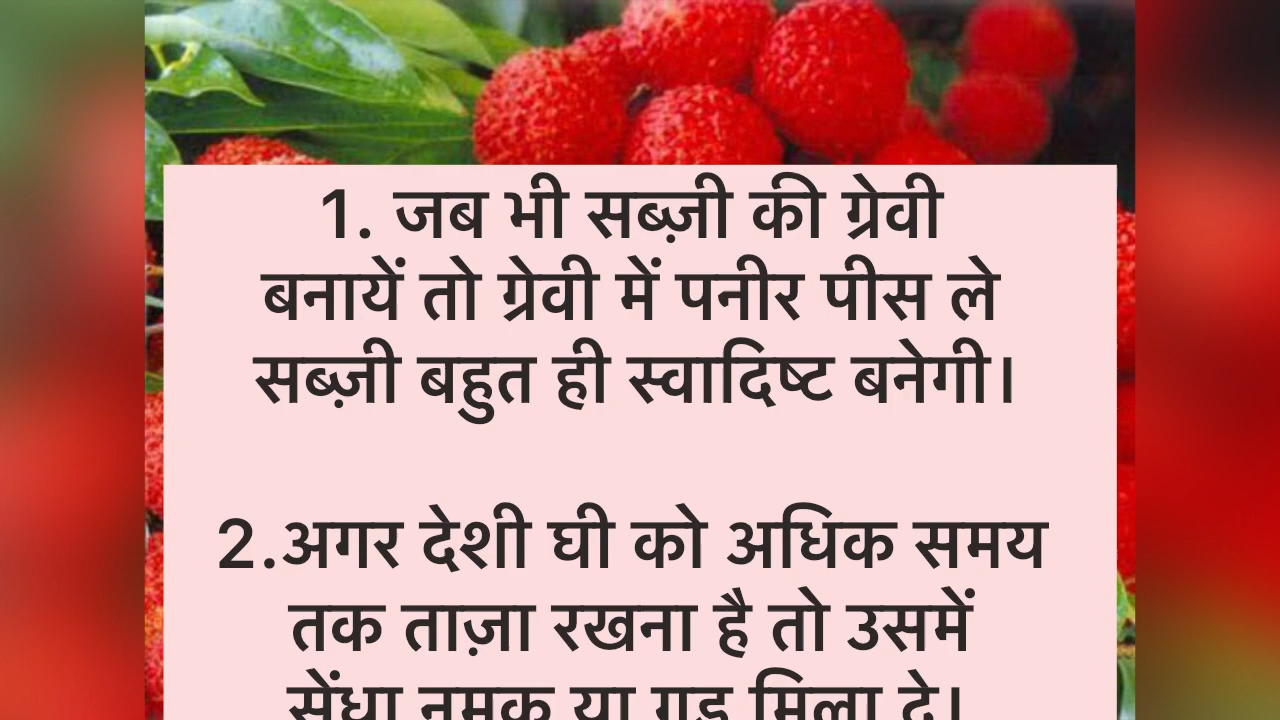 1. जब भी सब्ज़ी की ग्रेवी
बनायें तो ग्रेवी में पनीर पीस ले
सब्ज़ी बहुत ही स्वादिष्ट बनेगी।
2.अगर देशी घी को अधिक समय
तक ताज़ा रखना है तो उसमें
सेंधा नमक या गुड़ मिला दे।